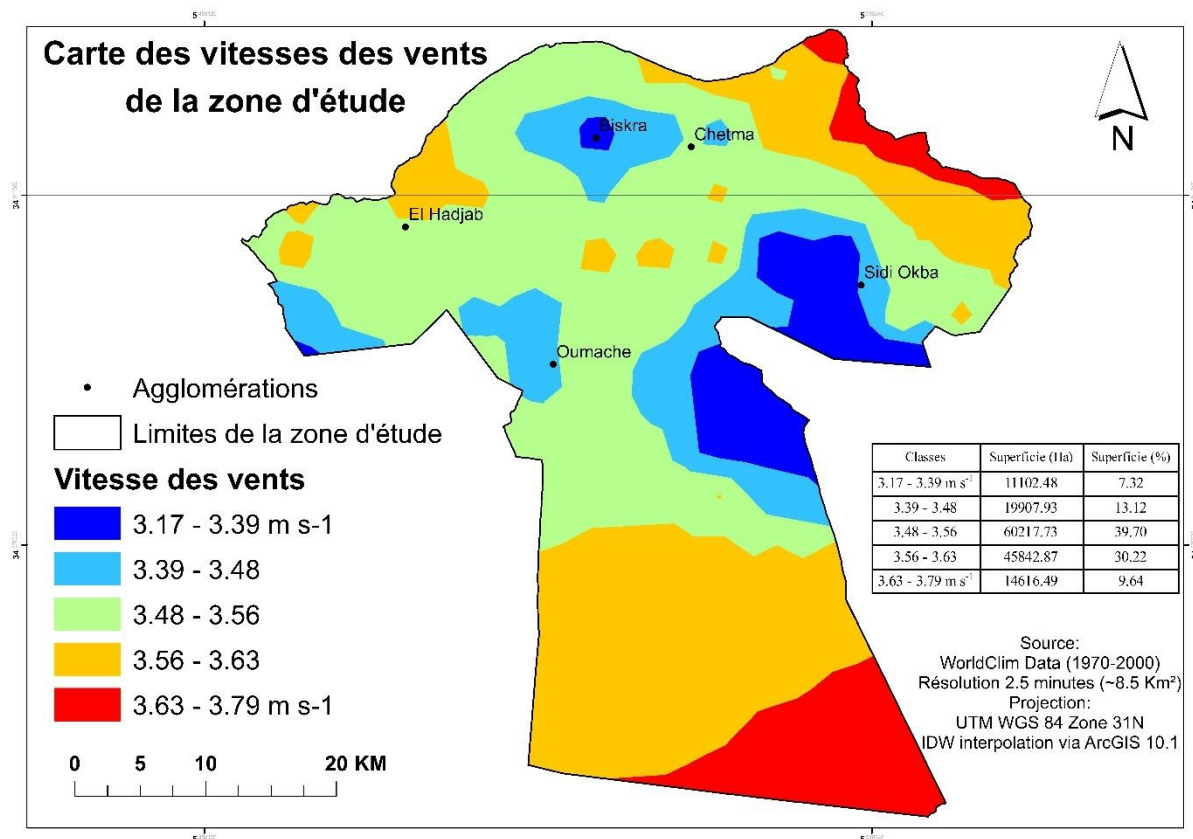 Carte des vitesses des vents
de la zone d'étude
N
Biskra
Chetma
El Hadjab
Sidi Okba
Oumache
Agglomérations
Limites de la zone d'étude
Vitesse des vents
3.17 - 3.39 m s-1
3.39 - 3.48
3.48 - 3.56
3.56 - 3.63
3.63 - 3.79 m s-1
0 5 10 20 KM
Classes Superficie (Ha) Superficie (%)
3.17 - 3.39 m s-1 11102.48 7.32
3.39 - 3.48 19907.93 13.12
3.48 - 3.56 60217.73 39.70
3.56 - 3.63 45842.87 30.22
3.63 - 3.79 m s-1 14616.49 9.64
Source:
WorldClim Data (1970-2000)
Résolution 2.5 minutes (~8.5 Km²)
Projection:
UTM WGS 84 Zone 31N
IDW interpolation via ArcGIS 10.1